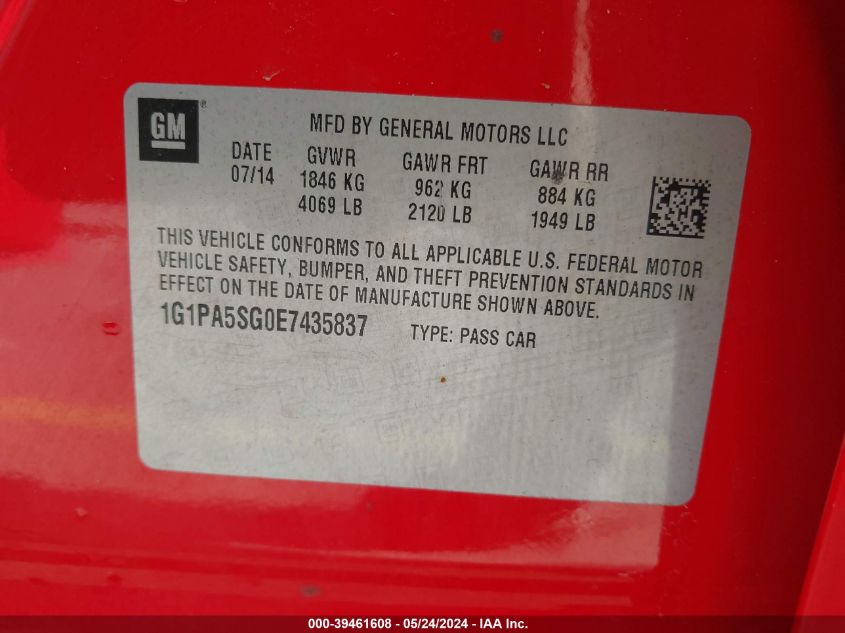 GM®
MFD BY GENERAL MOTORS LLC
DATE GVWR GAWR FRT GAWR RR
07/14 1846 KG 962 KG 884 KG
4069 LB 2120 LB 1949 LB
THIS VEHICLE CONFORMS TO ALL APPLICABLE U.S. FEDERAL MOTOR
VEHICLE SAFETY, BUMPER, AND THEFT PREVENTION STANDARDS IN
EFFECT ON THE DATE OF MANUFACTURE SHOWN ABOVE.
1G1PA5SG0E7435837 TYPE: PASS CAR
000-39461608 - 05/24/2024 - IAA Inc.